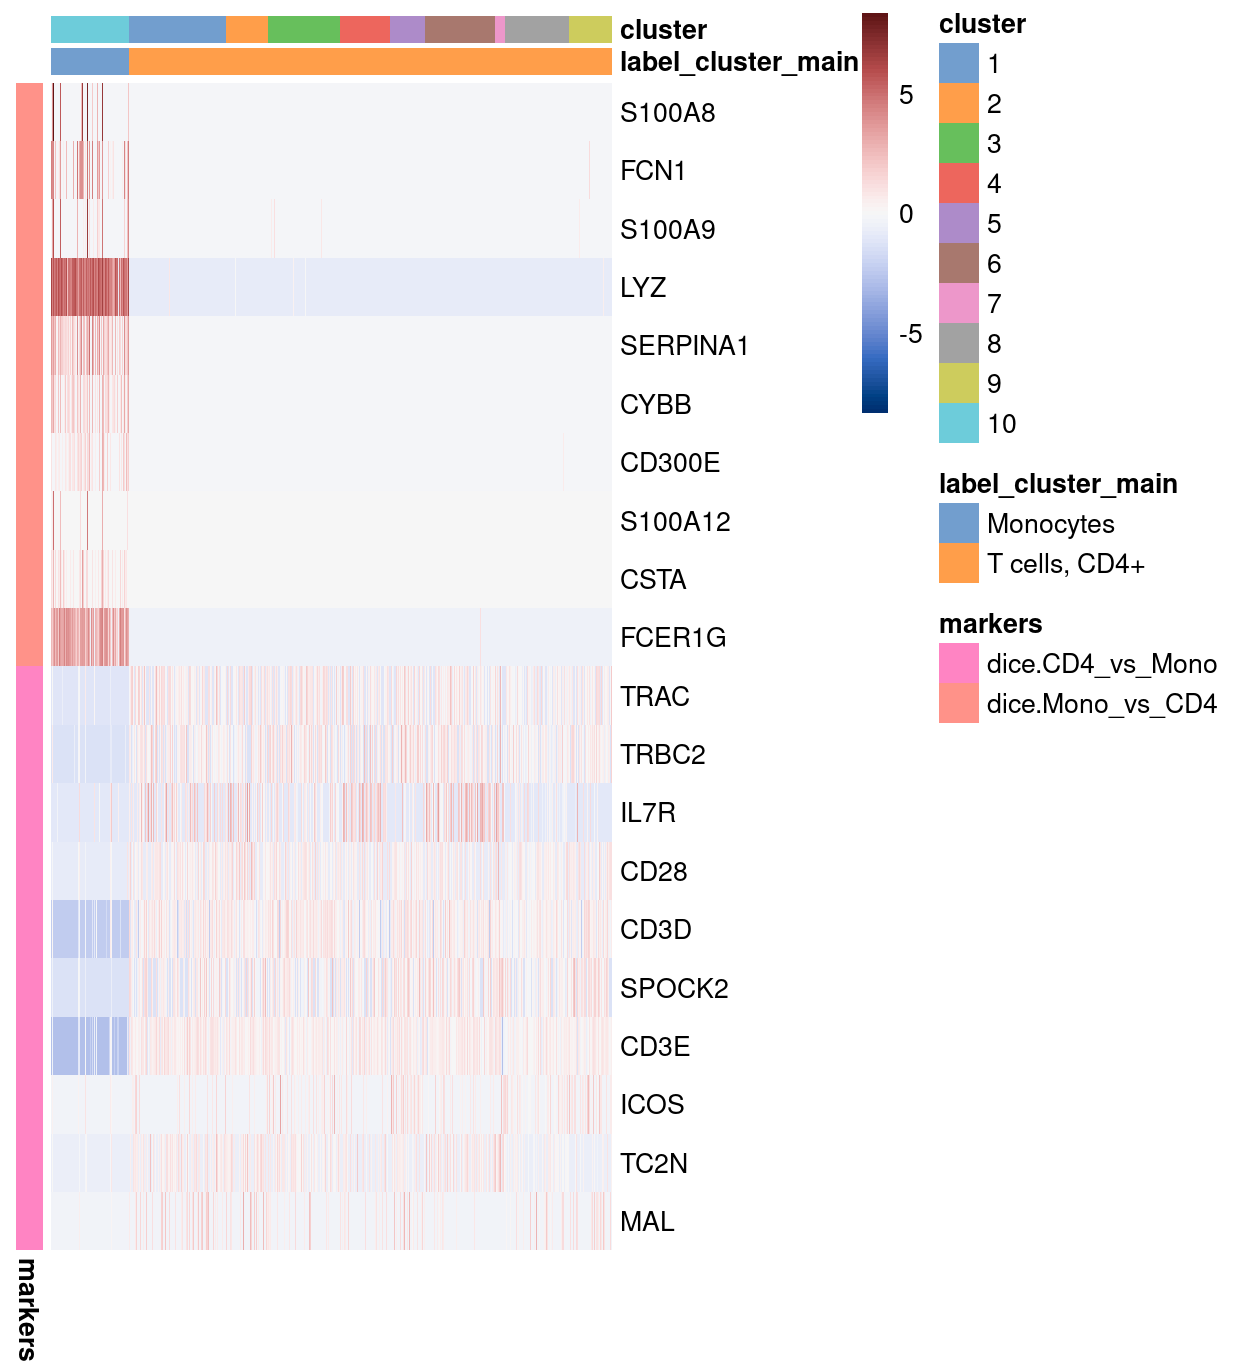 cluster
label_cluster_main
S100A8
FCN1
S100A9
LYZ
SERPINA1
CYBB
CD300E
S100A12
CSTA
FCER1G
TRAC
TRBC2
IL7R
CD28
CD3D
SPOCK2
CD3E
ICOS
TC2N
MAL
markers
5
0
-5
cluster
1
2
3
4
5
6
7
8
9
10
label_cluster_main
Monocytes
T cells, CD4+
markers
dice.CD4_vs_Mono
dice.Mono_vs_CD4